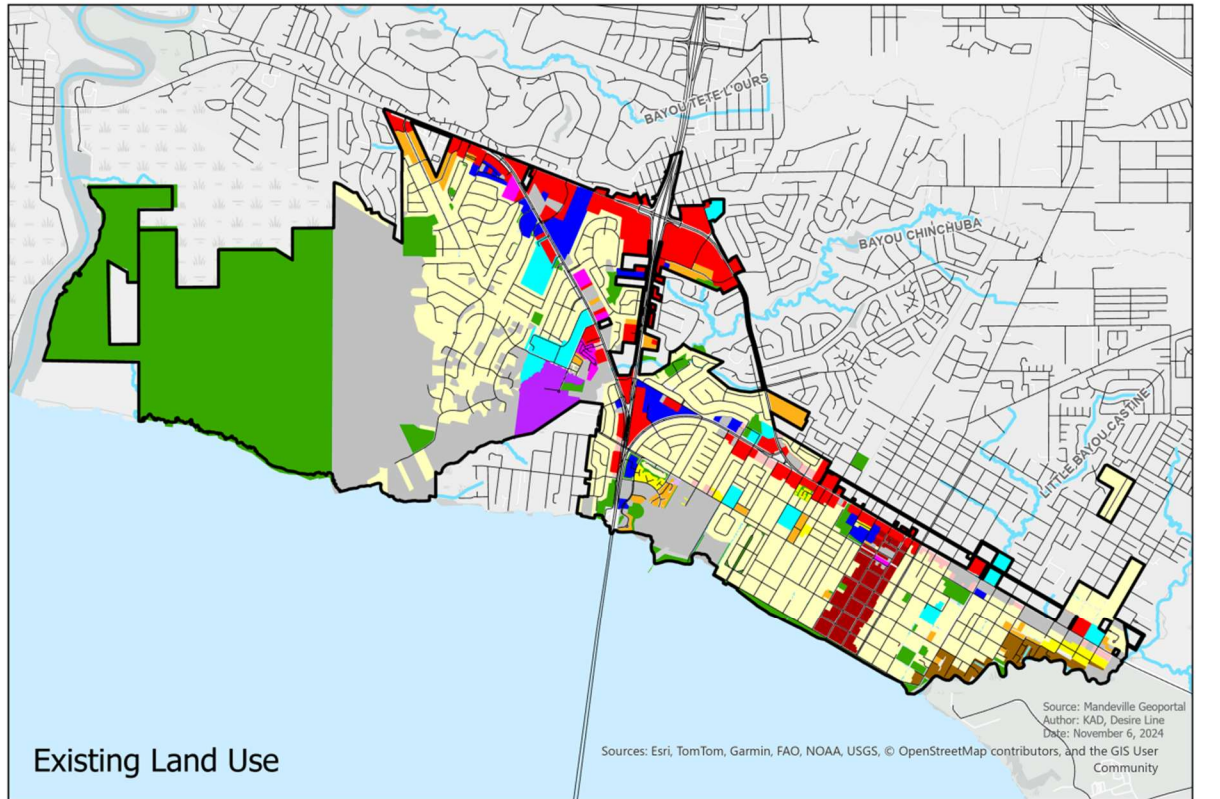 BAYOU TETE L'OURS
BAYOU CHINCHUBA
LITTLE BAYOU CASTINE
Source: Mandeville Geoportal
Author: KAD, Desire Line
Date: November 6, 2024
Sources: Esri, TomTom, Garmin, FAO, NOAA, USGS, © OpenStreetMap contributors, and the GIS User
Community
Existing Land Use